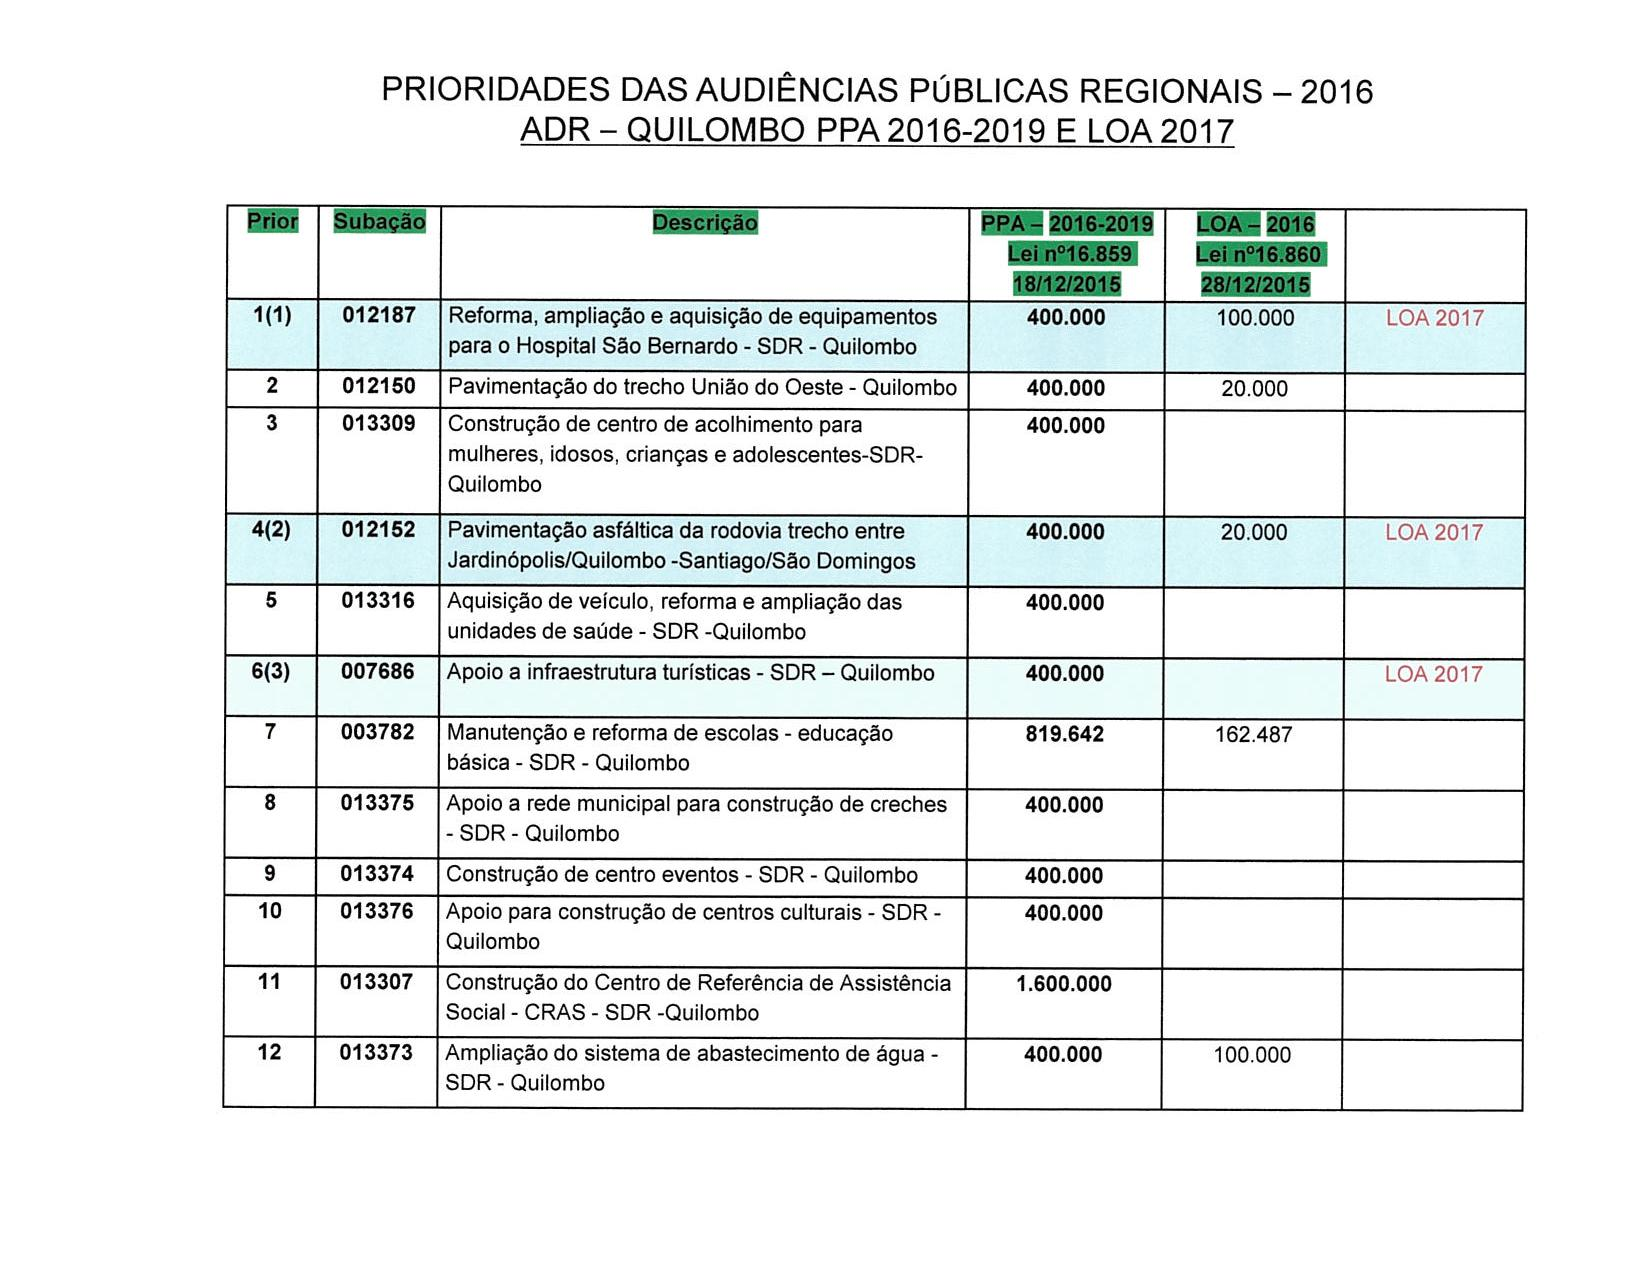 PRIORIDADES DAS AUDIÊNCIAS PÚBLICAS REGIONAIS – 2016
ADR – QUILOMBO PPA 2016-2019 E LOA 2017
Prior Subação Descrição PPA – 2016-2019 LOA – 2016
Lei nº16.859 Lei nº16.860
18/12/2015 28/12/2015
1(1) 012187 Reforma, ampliação e aquisição de equipamentos 400.000 100.000 LOA 2017
para o Hospital São Bernardo - SDR - Quilombo
2 012150 Pavimentação do trecho União do Oeste - Quilombo 400.000 20.000
3 013309 Construção de centro de acolhimento para 400.000
mulheres, idosos, crianças e adolescentes-SDR-
Quilombo
4(2) 012152 Pavimentação asfáltica da rodovia trecho entre 400.000 20.000 LOA 2017
Jardinópolis/Quilombo -Santiago/São Domingos
5 013316 Aquisição de veículo, reforma e ampliação das 400.000
unidades de saúde - SDR -Quilombo
6(3) 007686 Apoio a infraestrutura turísticas - SDR – Quilombo 400.000 LOA 2017
7 003782 Manutenção e reforma de escolas - educação 819.642 162.487
básica - SDR - Quilombo
8 013375 Apoio a rede municipal para construção de creches 400.000
- SDR - Quilombo
9 013374 Construção de centro eventos - SDR - Quilombo 400.000
10 013376 Apoio para construção de centros culturais - SDR - 400.000
Quilombo
11 013307 Construção do Centro de Referência de Assistência 1.600.000
Social - CRAS - SDR -Quilombo
12 013373 Ampliação do sistema de abastecimento de água - 400.000 100.000
SDR - Quilombo